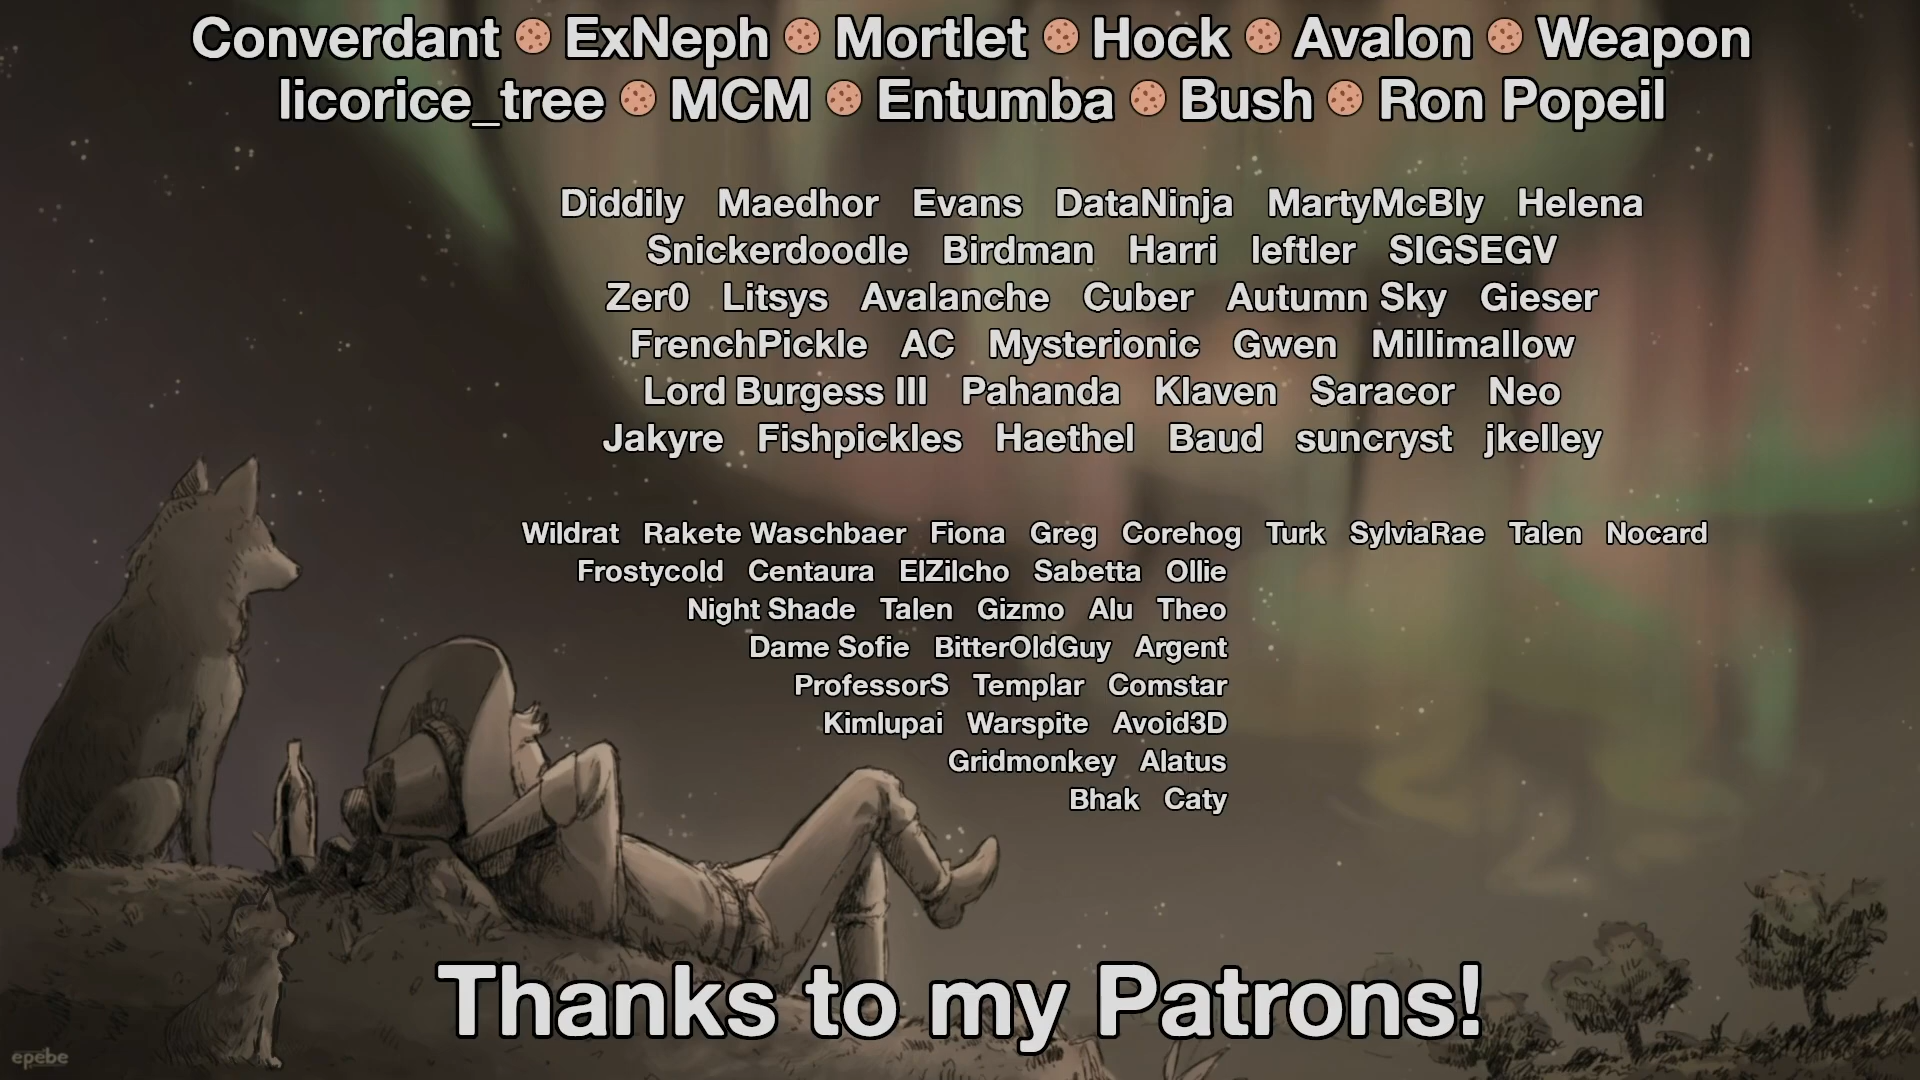 Converdant ExNeph Mortlet Hock Avalon Weapon
licorice_tree MCM Entumba Bush Ron Popeil
Diddily Maedhor Evans DataNinja MartyMcBly Helena
Snickerdoodle Birdman Harri leftler SIGSEGV
Zer0 Litsys Avalanche Cuber Autumn Sky Gieser
FrenchPickle AC Mysterionic Gwen Millimallow
Lord Burgess III Pahanda Klaven Saracor Neo
Jakyre Fishpickles Haethel Baud suncryst jkelley
Wildrat Rakete Waschbaer Fiona Greg Corehog Turk SylviaRae Talen Nocard
Frostycold Centaura ElZilcho Sabetta Ollie
Night Shade Talen Gizmo Alu Theo
Dame Sofie BitterOldGuy Argent
ProfessorS Templar Comstar
Kimlupai Warspite Avoid3D
Gridmonkey Alatus
Bhak Caty
Thanks to my Patrons!
epebe